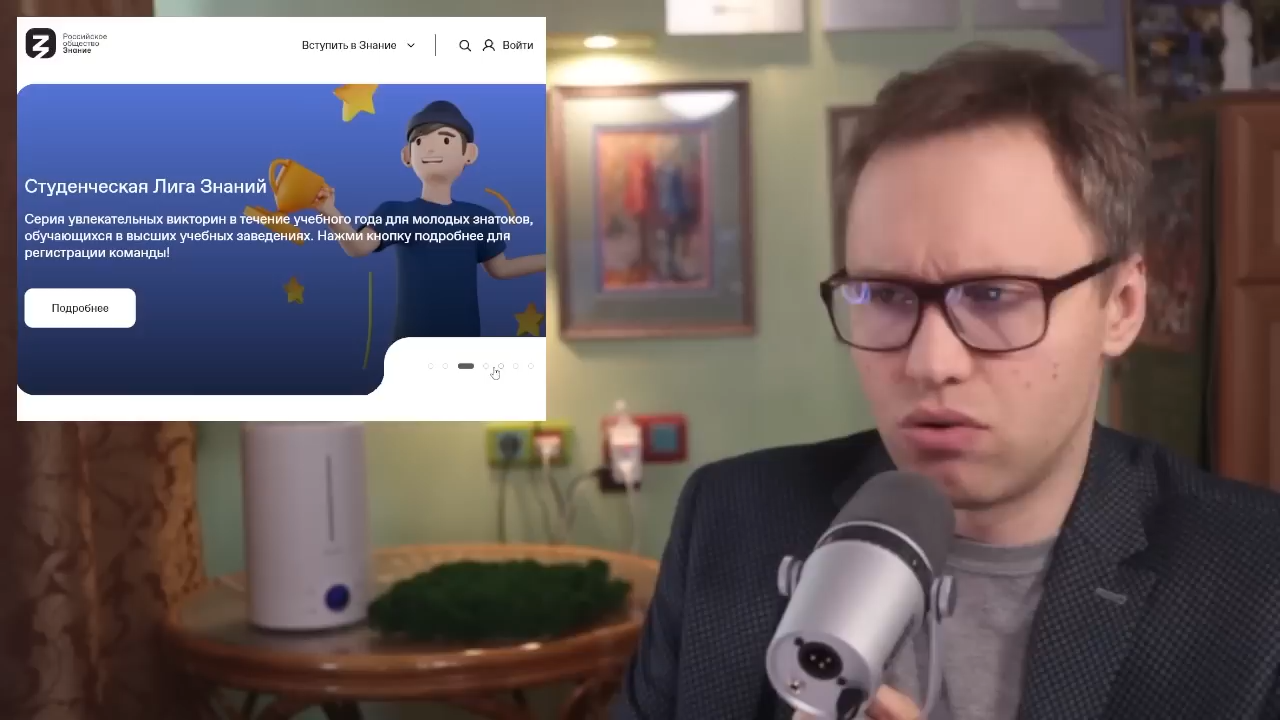 Российское
общество
Знание
Вступить в Знание
Войти
Студенческая Лига Знаний
Серия увлекательных викторин в течение учебного года для молодых знатоков,
обучающихся в высших учебных заведениях. Нажми кнопку подробнее для
регистрации команды!
Подробнее